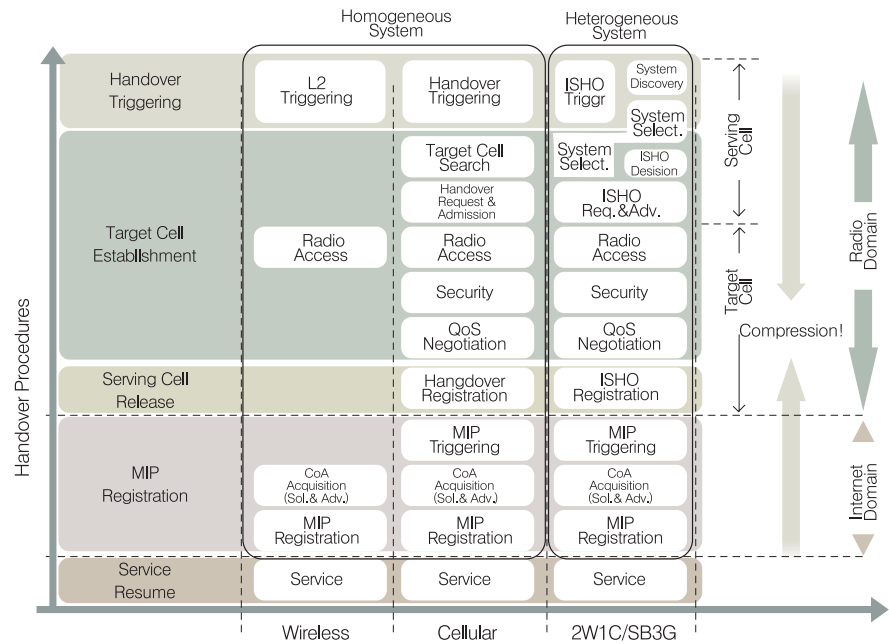 Homogeneous
System
Heterogeneous
System
Handover
Triggering
L2
Triggering
Handover
Triggering
ISHO
Triggr
System
Discovery
System
Select.
System
Select.
ISHO
Desision
Target Cell
Search
Handover
Request &
Admission
ISHO
Req.&Adv.
Target Cell
Establishment
Radio
Access
Radio
Access
Radio
Access
Security
Security
QoS
Negotiation
QoS
Negotiation
Serving Cell
Release
Hangdover
Registration
ISHO
Registration
MIP
Registration
MIP
Triggering
MIP
Triggering
CoA
Acquisition
(Sol.& Adv.)
CoA
Acquisition
(Sol.& Adv.)
CoA
Acquisition
(Sol.& Adv.)
MIP
Registration
MIP
Registration
MIP
Registration
Service
Resume
Service
Service
Service
Wireless
Cellular
2W1C/SB3G
Handover Procedures
Serving
Cell
Target
Cell
Compression!
Radio
Domain
Internet
Domain